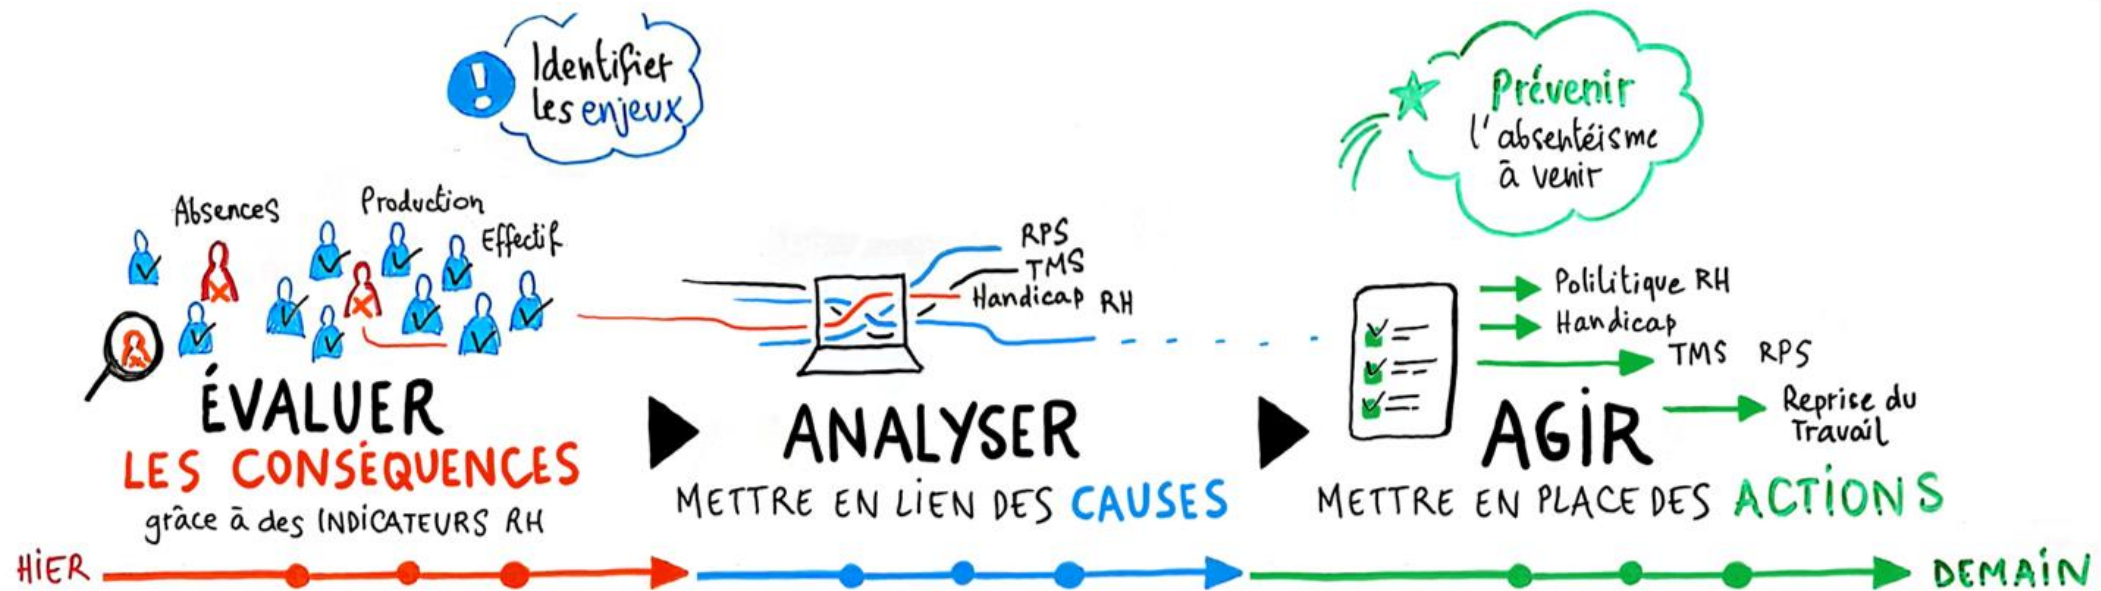 Identifier
les enjeux
Prévenir
l'absentéisme
à venir
Absences
Production
Effectif
RPS
TMS
Handicap RH
Polilitique RH
Handicap
TMS RPS
Reprise du
Travail
ÉVALUER
LES CONSÉQUENCES
grâce à des INDICATEURS RH
ANALYSER
METTRE EN LIEN DES CAUSES
AGIR
METTRE EN PLACE DES ACTIONS
HIER
DEMAIN